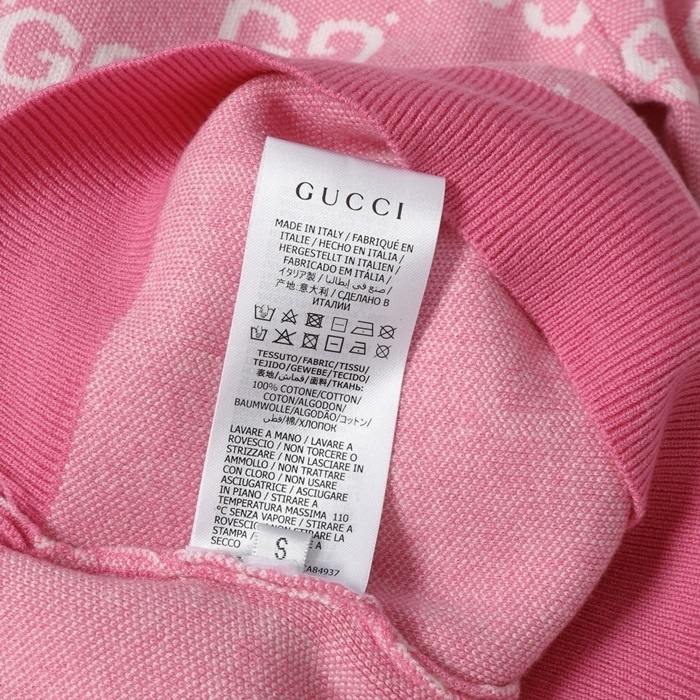 GUCCI
MADE IN ITALY / FABRIQUÉ EN
ITALIE / HECHO EN ITALIA /
HERGESTELLT IN ITALIEN /
FABRICADO EM ITÁLIA /
イタリア製 / صنع في إيطاليا /
产地:意大利 / СДЕЛАНО В
ИТАЛИИ
TESSUTO/FABRIC/TISSU/
TEJIDO/GEWEBE/TECIDO/
表地/قماش/面料/ТКАНЬ:
100% COTONE/COTTON/
COTON/ALGODON/
BAUMWOLLE/ALGODÃO/コットン/
قطن/棉/ХЛОПОК
LAVARE A MANO / LAVARE A
ROVESCIO / NON TORCERE O
STRIZZARE / NON LASCIARE IN
AMMOLLO / NON TRATTARE
CON CLORO / NON USARE
ASCIUGATRICE / ASCIUGARE
IN PIANO / STIRARE A
TEMPERATURA MASSIMA 110
°C SENZA VAPORE / STIRARE A
ROVESCIO NON STIRARE LA
STAMPA / E A
SECCO
S
CA84937
GG